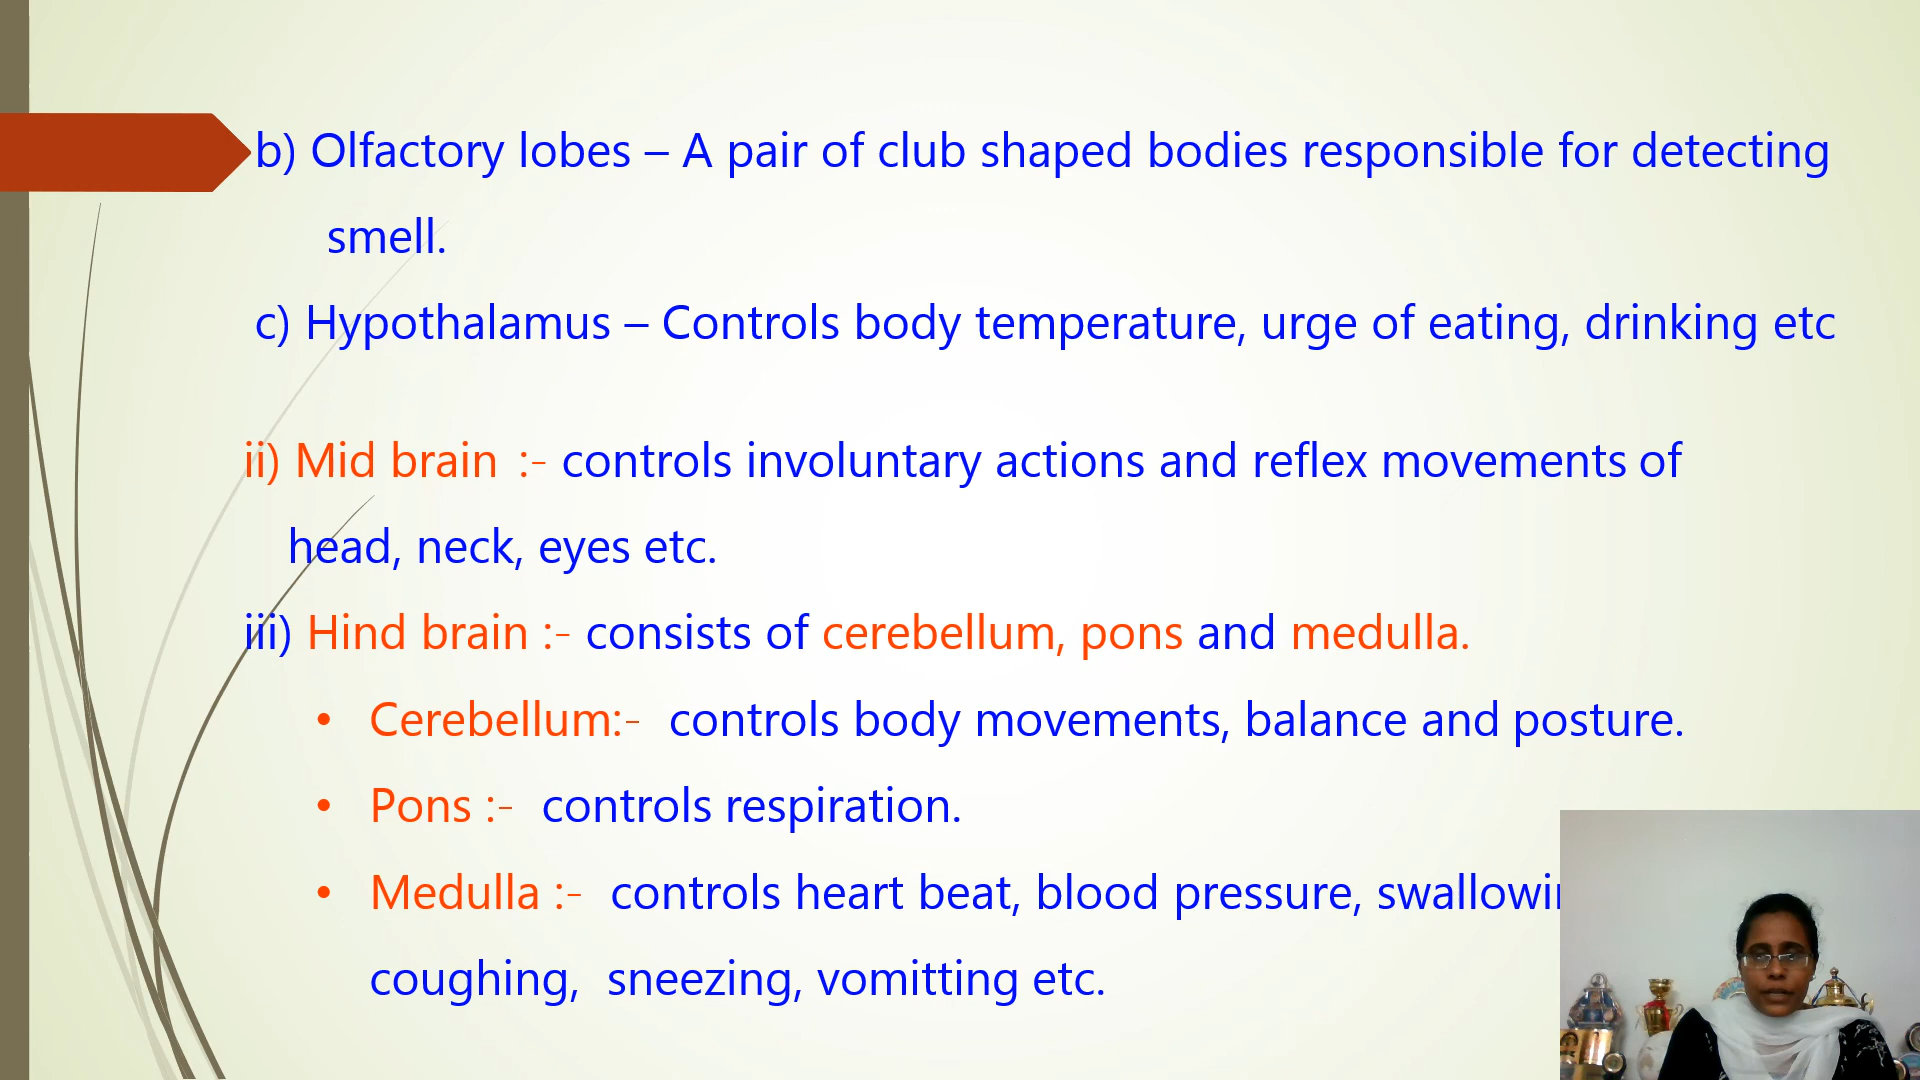 b) Olfactory lobes – A pair of club shaped bodies responsible for detecting
smell.
c) Hypothalamus – Controls body temperature, urge of eating, drinking etc
ii) Mid brain :- controls involuntary actions and reflex movements of
head, neck, eyes etc.
iii) Hind brain :- consists of cerebellum, pons and medulla.
• Cerebellum:- controls body movements, balance and posture.
• Pons :- controls respiration.
• Medulla :- controls heart beat, blood pressure,
coughing, sneezing, vomitting etc.